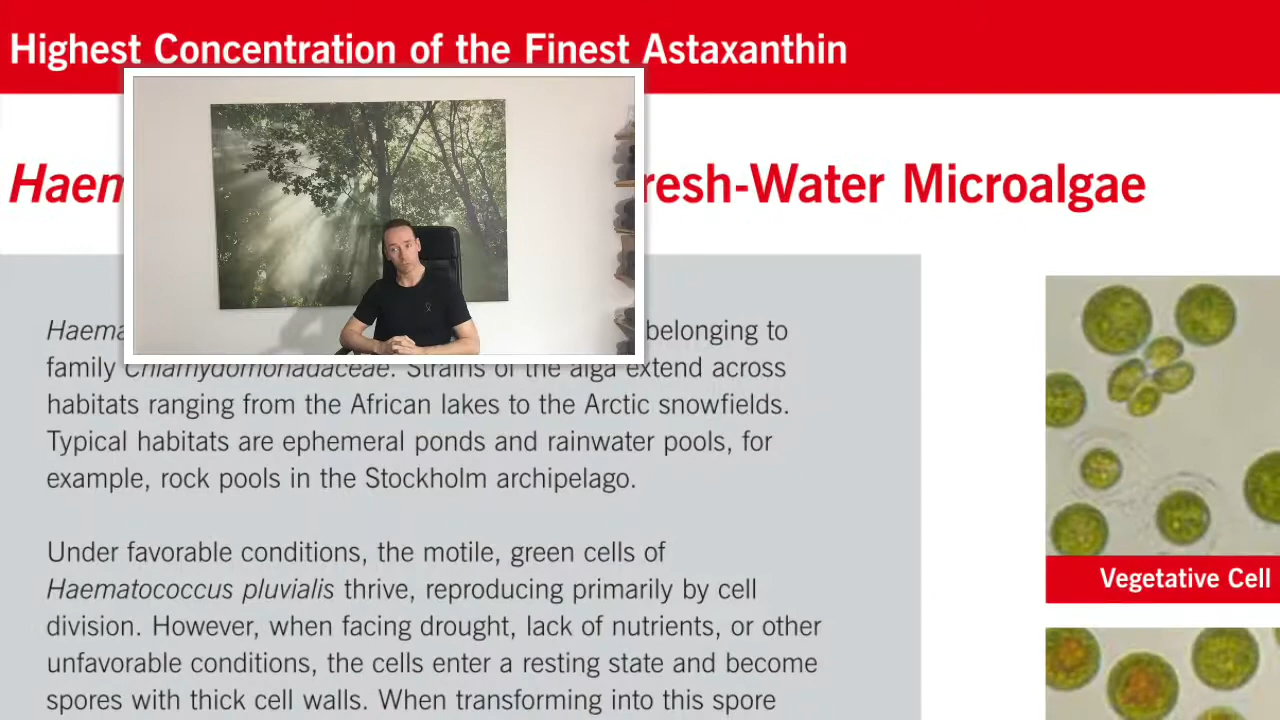 Highest Concentration of the Finest Astaxanthin
resh-Water Microalgae
belonging to
family Chlamydomonadaceae. Strains of the alga extend across
habitats ranging from the African lakes to the Arctic snowfields.
Typical habitats are ephemeral ponds and rainwater pools, for
example, rock pools in the Stockholm archipelago.
Under favorable conditions, the motile, green cells of
Haematococcus pluvialis thrive, reproducing primarily by cell
division. However, when facing drought, lack of nutrients, or other
unfavorable conditions, the cells enter a resting state and become
spores with thick cell walls. When transforming into this spore
Vegetative Cell